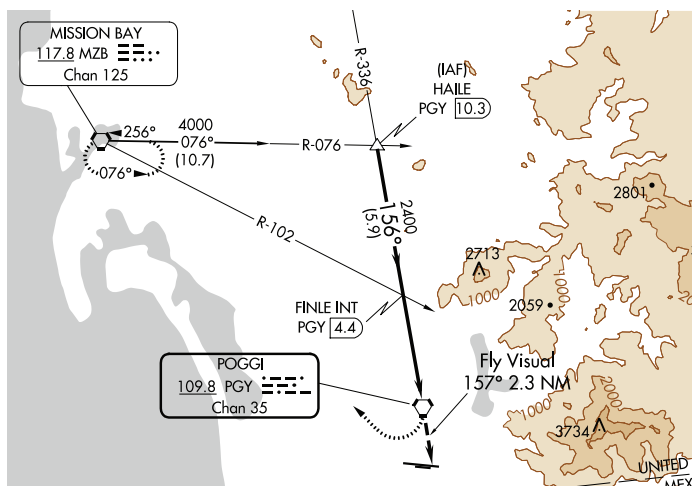 MISSION BAY
117.8 MZB
Chan 125
R-336
(IAF)
HAILE
PGY 10.3
256°
4000
076°
(10.7)
R-076
076°
2400
156°
(5.9)
R-102
2801
2713
1000
2059
1000
FINLE INT
PGY 4.4
POGGI
109.8 PGY
Chan 35
Fly Visual
157° 2.3 NM
1000
3734
UNITED
MEX